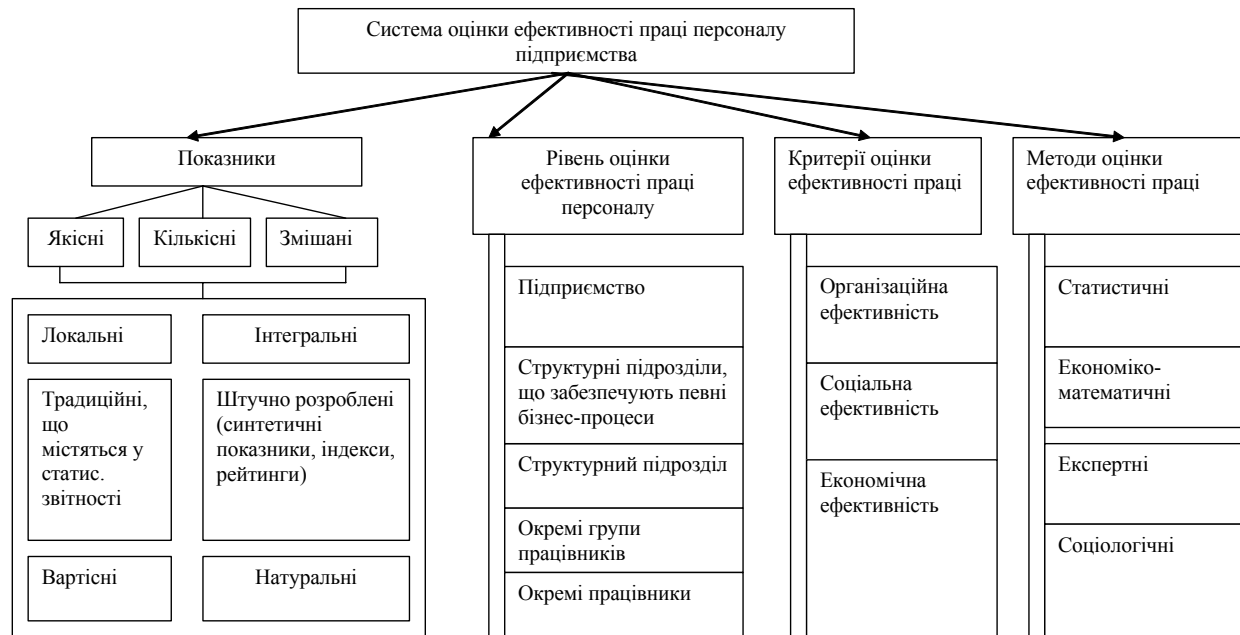 Система оцінки ефективності праці персоналу
підприємства
Показники
Рівень оцінки
ефективності праці
персоналу
Критерії оцінки
ефективності праці
Методи оцінки
ефективності праці
Якісні
Кількісні
Змішані
Локальні
Інтегральні
Традиційні,
що
містяться у
статис.
звітності
Штучно розроблені
(синтетичні
показники, індекси,
рейтинги)
Вартісні
Натуральні
Підприємство
Структурні підрозділи,
що забезпечують певні
бізнес-процеси
Структурний підрозділ
Окремі групи
працівників
Окремі працівники
Організаційна
ефективність
Соціальна
ефективність
Економічна
ефективність
Статистичні
Економіко-
математичні
Експертні
Соціологічні